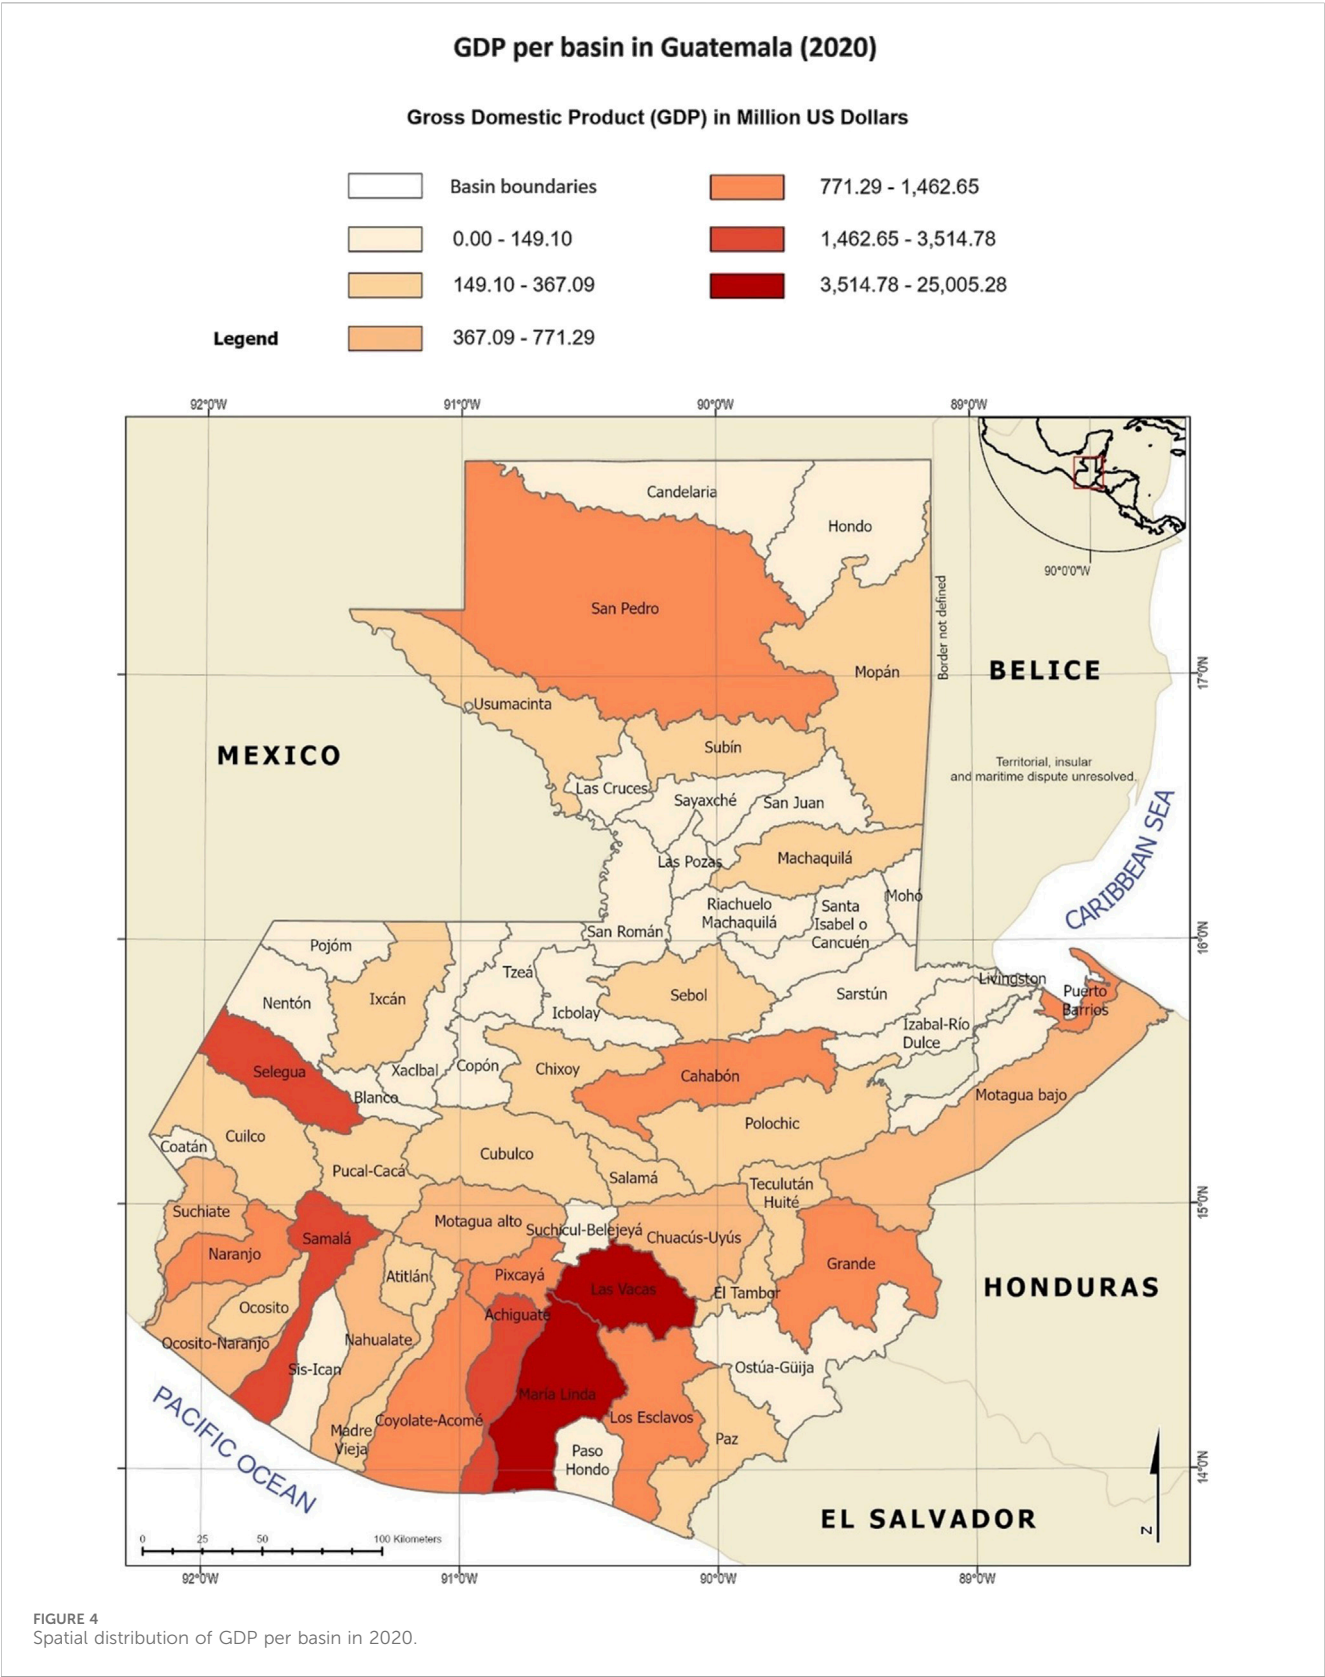 GDP per basin in Guatemala (2020)
Gross Domestic Product (GDP) in Million US Dollars
Basin boundaries
0.00 - 149.10
149.10 - 367.09
Legend
367.09 - 771.29
771.29 - 1,462.65
1,462.65 - 3,514.78
3,514.78 - 25,005.28
92°0'W
91°0'W
90°0'W
89°0'W
90°0'0"W
Candelaria
Hondo
San Pedro
Border not defined
Mopán
BELICE
17°0'N
Usumacinta
MEXICO
Subín
Territorial, insular
and maritime dispute unresolved.
Las Cruces
Sayaxché
San Juan
CARIBBEAN SEA
Las Pozas
Machaquilá
Mohó
Riachuelo
Machaquilá
Santa
Isabel o
Cancuén
San Román
16°0'N
Pojóm
Tzeá
Livingston
Nentón
Ixcán
Sebol
Sarstún
Puerto
Barrios
Icbolay
Izabal-Río
Dulce
Selegua
Xaclbal
Copón
Chixoy
Cahabón
Blanco
Motagua bajo
Polochic
Coatán
Cuilco
Cubulco
Pucal-Cacá
Salamá
Teculután
Huité
15°0'N
Suchiate
Motagua alto
Suchicul-Belejeyá
Chuacús-Uyús
Samalá
Naranjo
Grande
Atitlán
Pixcayá
Las Vacas
El Tambor
HONDURAS
Ocosito
Achiguate
Ocosito-Naranjo
Nahualate
Sis-Ican
Ostúa-Güija
María Linda
Coyolate-Acomé
Los Esclavos
Madre
Vieja
Paz
Paso
Hondo
14°0'N
PACIFIC OCEAN
EL SALVADOR
N
0 25 50 100 Kilometers
92°0'W
91°0'W
90°0'W
89°0'W
FIGURE 4
Spatial distribution of GDP per basin in 2020.